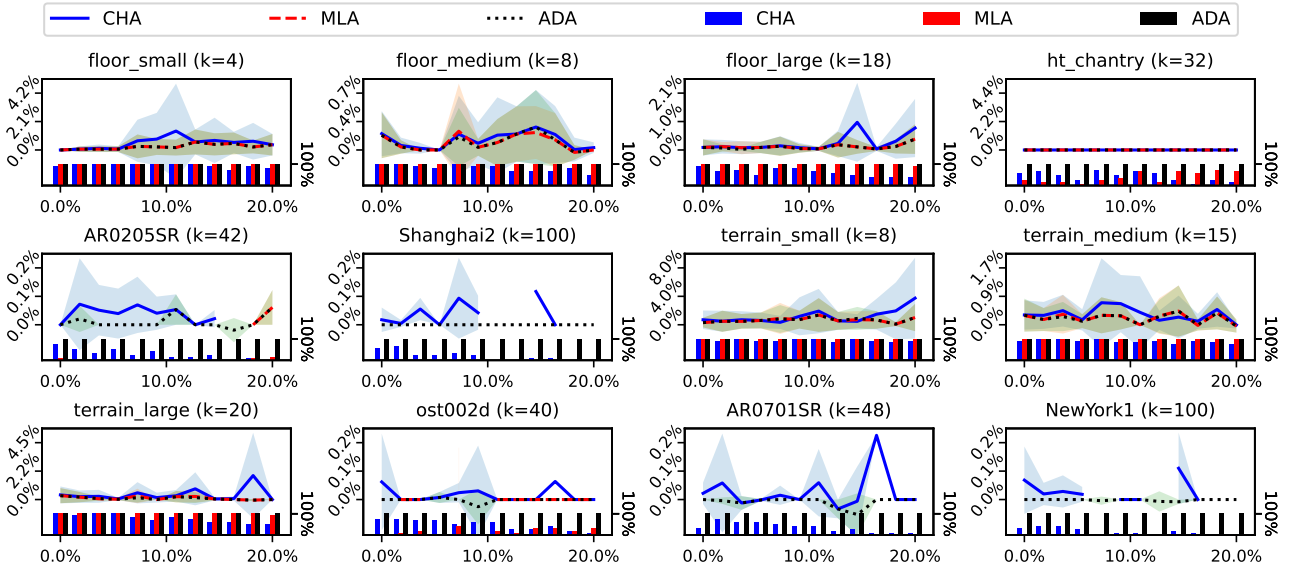 CHA MLA ADA CHA MLA ADA
floor_small (k=4) floor_medium (k=8) floor_large (k=18) ht_chantry (k=32)
4.2% 0.7% 2.1% 4.4%
2.1% 0.4% 1.0% 2.2%
0.0% 0.0% 0.0% 0.0%
100% 100% 100% 100%
0.0% 10.0% 20.0% 0.0% 10.0% 20.0% 0.0% 10.0% 20.0% 0.0% 10.0% 20.0%
AR0205SR (k=42) Shanghai2 (k=100) terrain_small (k=8) terrain_medium (k=15)
0.2% 0.2% 8.0% 1.7%
0.1% 0.1% 4.0% 0.9%
0.0% 0.0% 0.0% 0.0%
100% 100% 100% 100%
0.0% 10.0% 20.0% 0.0% 10.0% 20.0% 0.0% 10.0% 20.0% 0.0% 10.0% 20.0%
terrain_large (k=20) ost002d (k=40) AR0701SR (k=48) NewYork1 (k=100)
4.5% 0.2% 0.2% 0.2%
2.2% 0.1% 0.1% 0.1%
0.0% 0.0% 0.0% 0.0%
100% 100% 100% 100%
0.0% 10.0% 20.0% 0.0% 10.0% 20.0% 0.0% 10.0% 20.0% 0.0% 10.0% 20.0%